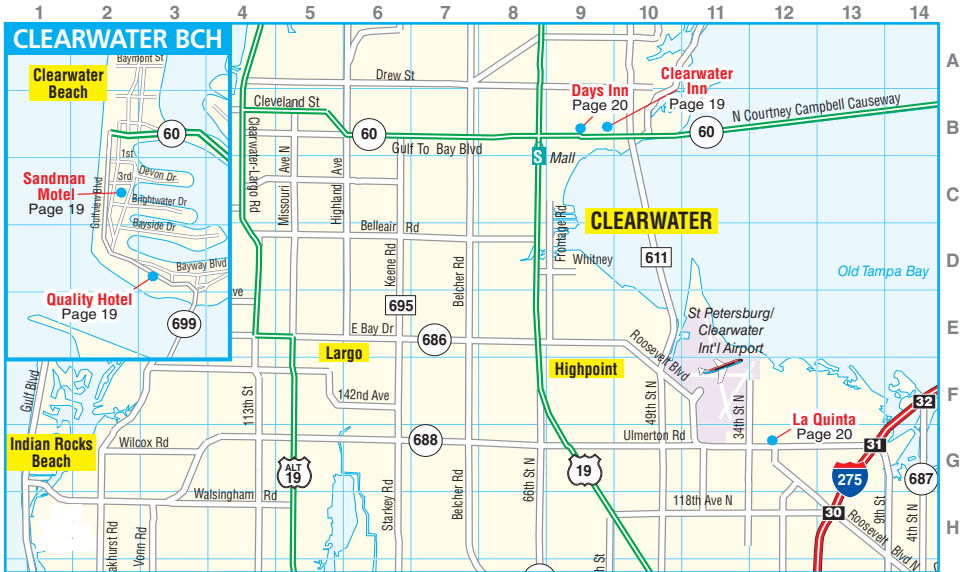 1 2 3 4 5 6 7 8 9 10 11 12 13 14
A
B
C
D
E
F
G
H
CLEARWATER BCH
Clearwater
Beach
Baymont St
60
1st
3rd
Devon Dr
Brightwater Dr
Bayside Dr
Gulfview Blvd
Bayway Blvd
Sandman
Motel
Page 19
Quality Hotel
Page 19
699
Drew St
Cleveland St
60
Gulf To Bay Blvd
Days Inn
Page 20
Clearwater
Inn
Page 19
60
N Courtney Campbell Causeway
S Mall
Clearwater-Largo Rd
Missouri Ave N
Highland Ave
Belleair Rd
Keene Rd
Belcher Rd
Frontage Rd
CLEARWATER
Whitney
611
Old Tampa Bay
ve
695
E Bay Dr
686
Largo
Highpoint
Roosevelt Blvd
St Petersburg/
Clearwater
Int'l Airport
Gulf Blvd
113th St
142nd Ave
49th St N
34th St N
32
La Quinta
Page 20
Indian Rocks
Beach
Wilcox Rd
688
Ulmerton Rd
31
ALT
19
19
275
687
Walsingham Rd
Starkey Rd
Belcher Rd
66th St N
118th Ave N
30
Roosevelt Blvd N
9th St
4th St N
akhurst Rd
Vonn Rd
h St